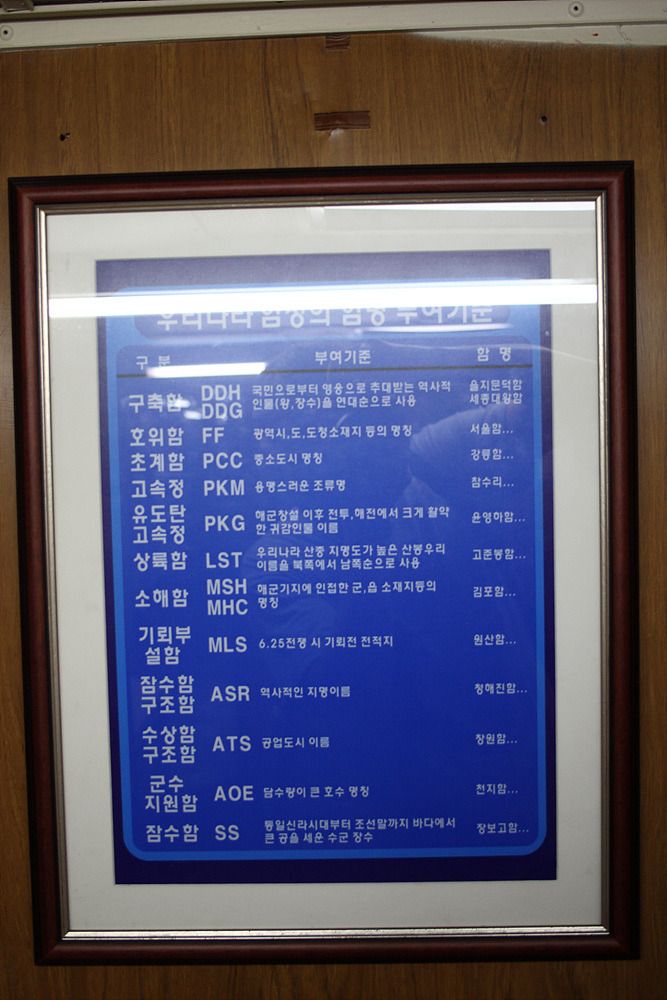 우리나라 함정의 함명 부여기준
구 분 부여기준 함 명
구축함 DDH DDG 국민으로부터 영웅으로 추대받는 역사적 을지문덕함
인물(왕,장수)을 연대순으로 사용 세종대왕함
호위함 FF 광역시,도,도청소재지 등의 명칭 서울함...
초계함 PCC 중소도시 명칭 강릉함...
고속정 PKM 용맹스러운 조류명 참수리...
유도탄 고속정 PKG 해군창설 이후 전투,해전에서 크게 활약 윤영하함...
한 귀감인물 이름
상륙함 LST 우리나라 산중 지명도가 높은 산봉우리 고준봉함...
이름을 북쪽에서 남쪽순으로 사용
소해함 MSH MHC 해군기지에 인접한 군,읍 소재지등의 김포함...
명칭
기뢰부 설함 MLS 6.25전쟁 시 기뢰전 전적지 원산함...
잠수함 구조함 ASR 역사적인 지명이름 청해진함...
수상함 구조함 ATS 공업도시 이름 창원함...
군수 지원함 AOE 담수량이 큰 호수 명칭 천지함...
잠수함 SS 통일신라시대부터 조선말까지 바다에서 장보고함...
큰 공을 세운 수군 장수